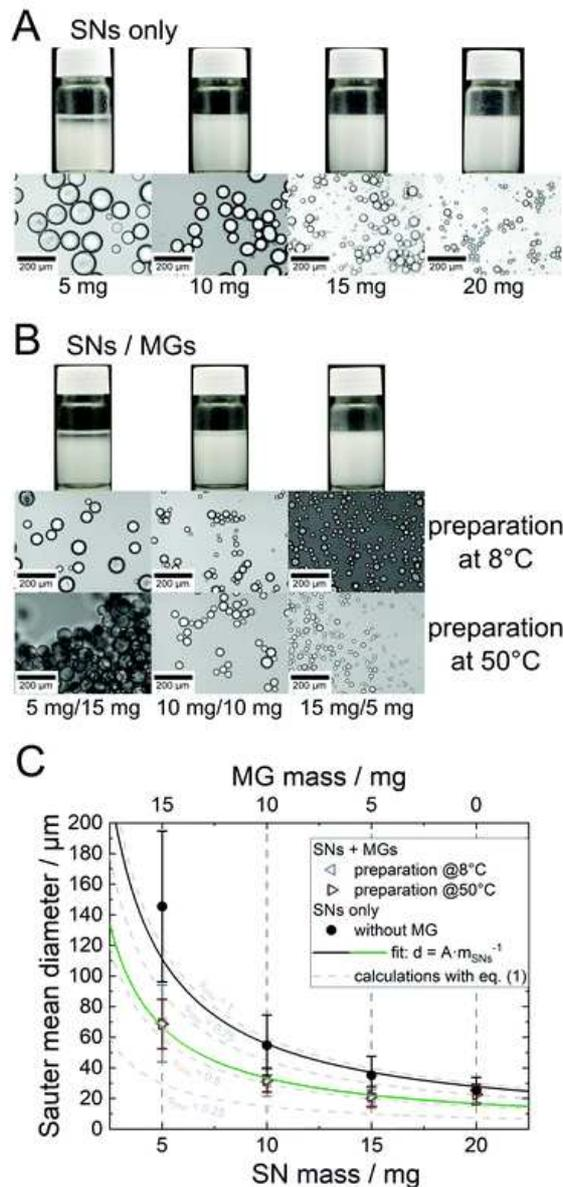 A SNs only
200 µm 200 µm 200 µm 200 µm
5 mg 10 mg 15 mg 20 mg
B SNs / MGs
200 µm 200 µm 200 µm
preparation
at 8°C
200 µm 200 µm 200 µm
preparation
at 50°C
5 mg/15 mg 10 mg/10 mg 15 mg/5 mg
C
MG mass / mg
15 10 5 0
200
180
160
140
120
100
80
60
40
20
0
Sauter mean diameter / µm
SNs + MGs
preparation @8°C
preparation @50°C
SNs only
without MG
fit: d = A·mSNs⁻¹
calculations with eq. (1)
5 10 15 20
SN mass / mg